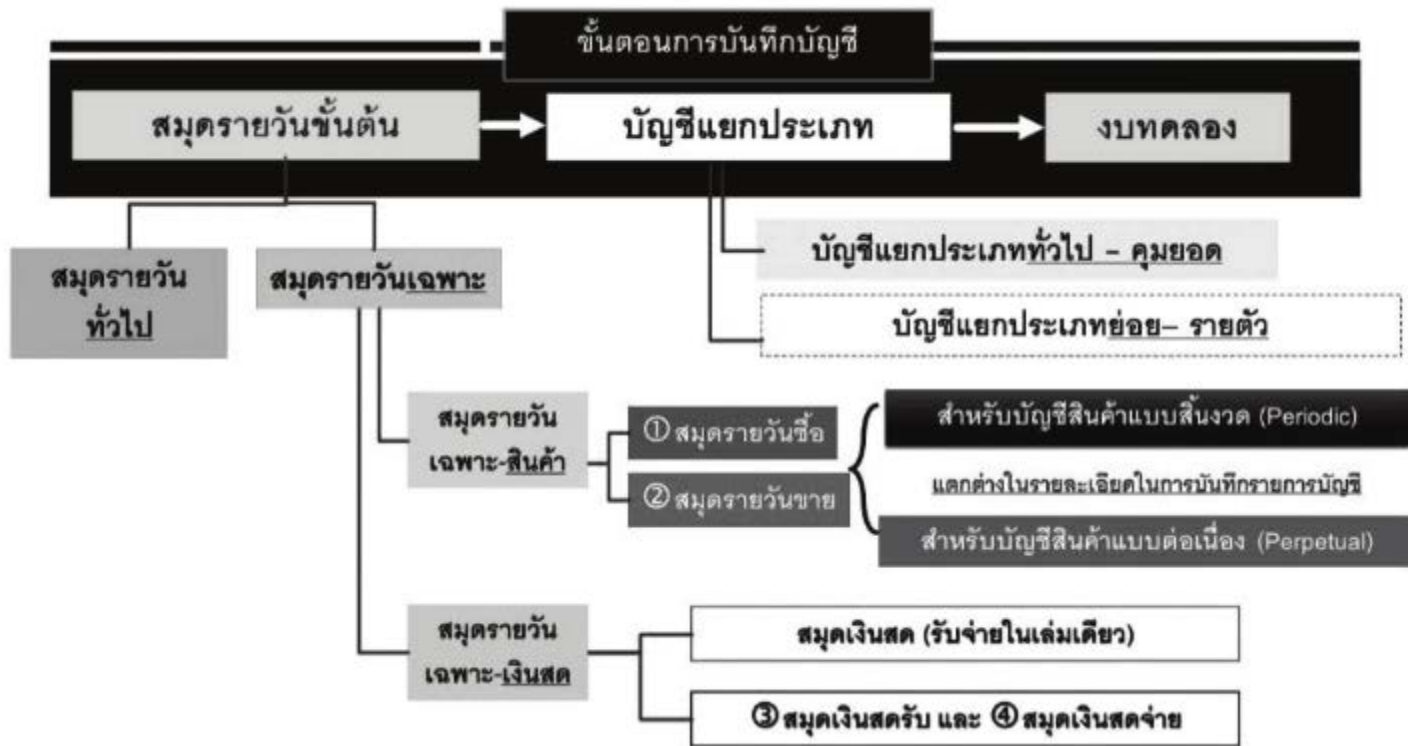 ขั้นตอนการบันทึกบัญชี
สมุดรายวันขั้นต้น
บัญชีแยกประเภท
งบทดลอง
สมุดรายวัน
ทั่วไป
สมุดรายวันเฉพาะ
บัญชีแยกประเภททั่วไป – คุมยอด
บัญชีแยกประเภทย่อย– รายตัว
สมุดรายวัน
เฉพาะ-สินค้า
① สมุดรายวันซื้อ
② สมุดรายวันขาย
สำหรับบัญชีสินค้าแบบสิ้นงวด (Periodic)
แตกต่างในรายละเอียดในการบันทึกรายการบัญชี
สำหรับบัญชีสินค้าแบบต่อเนื่อง (Perpetual)
สมุดรายวัน
เฉพาะ-เงินสด
สมุดเงินสด (รับจ่ายในเล่มเดียว)
③ สมุดเงินสดรับ และ ④ สมุดเงินสดจ่าย